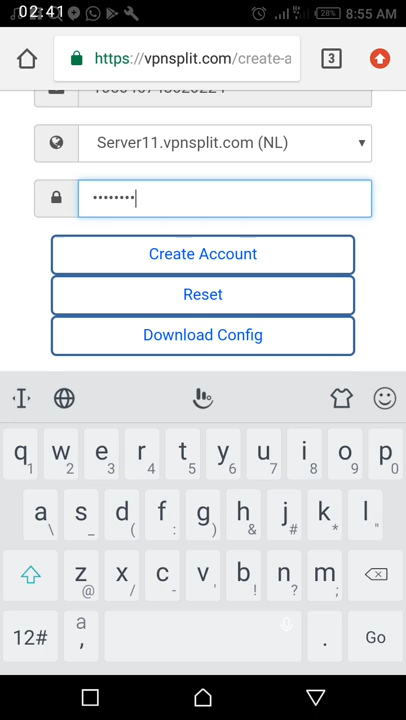 02:41
28% 8:55 AM
https://vpnsplit.com/create-a
3
Server11.vpnsplit.com (NL)
••••••••
Create Account
Reset
Download Config
q w e r t y u i o p
1 2 3 4 5 6 7 8 9 0
a s d f g h j k l
\ _ ( : ) & # * "
z x c v b n m
@ / - ' ! ? ;
12# a , . Go